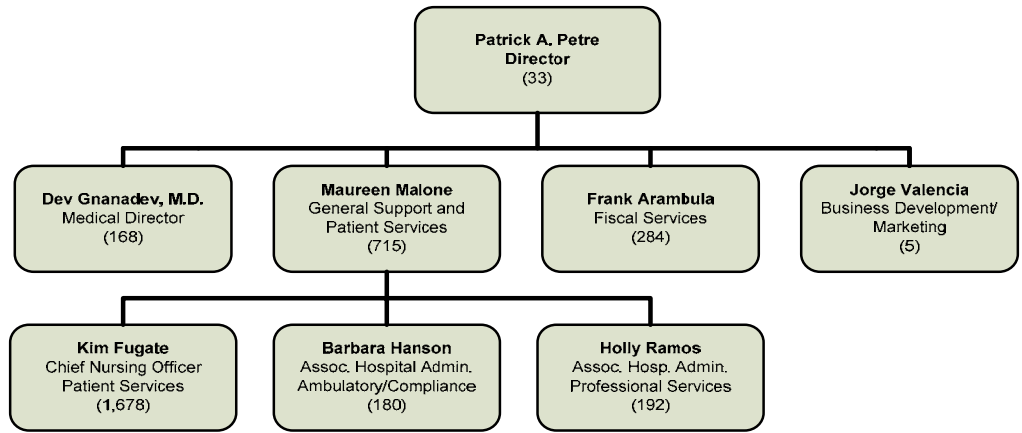 Patrick A. Petre
Director
(33)
Dev Gnanadev, M.D.
Medical Director
(168)
Maureen Malone
General Support and
Patient Services
(715)
Frank Arambula
Fiscal Services
(284)
Jorge Valencia
Business Development/
Marketing
(5)
Kim Fugate
Chief Nursing Officer
Patient Services
(1,678)
Barbara Hanson
Assoc. Hospital Admin.
Ambulatory/Compliance
(180)
Holly Ramos
Assoc. Hosp. Admin.
Professional Services
(192)